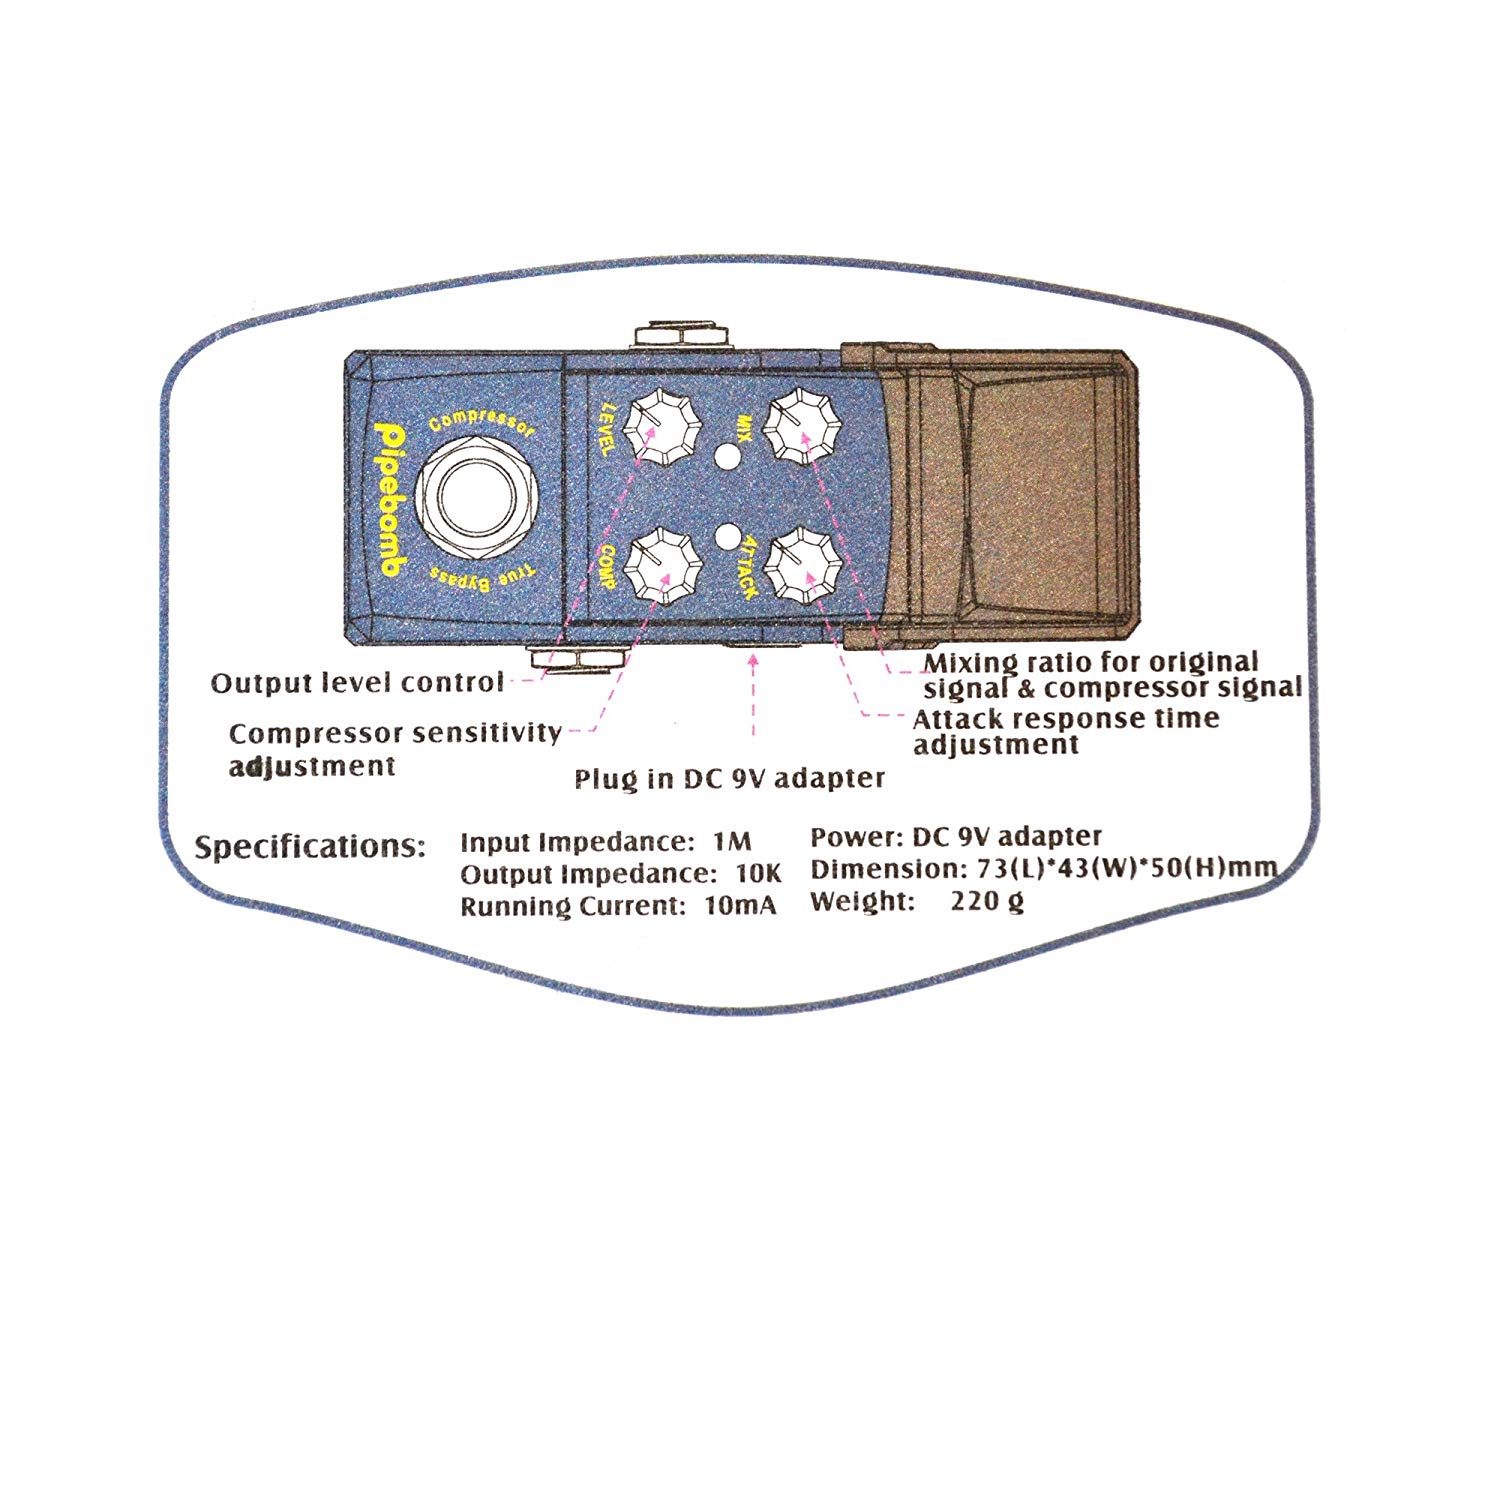 Compressor
Pipebomb
True Bypass
LEVEL
MIX
COMP
ATTACK
Output level control
Compressor sensitivity
adjustment
Plug in DC 9V adapter
Mixing ratio for original
signal & compressor signal
Attack response time
adjustment
Specifications:
Input Impedance: 1M
Output Impedance: 10K
Running Current: 10mA
Power: DC 9V adapter
Dimension: 73(L)*43(W)*50(H)mm
Weight: 220 g